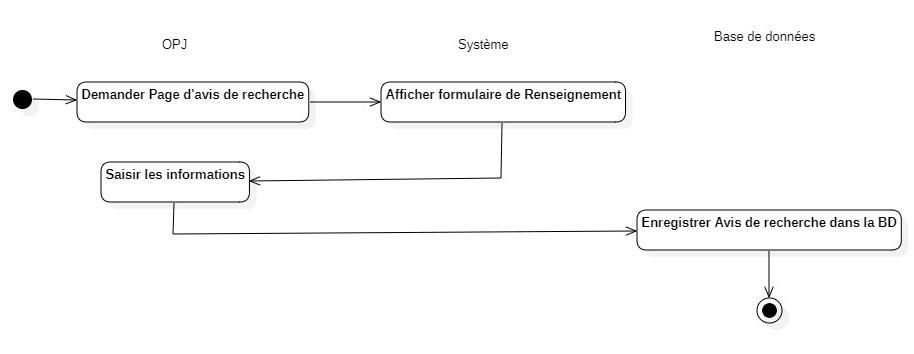 OPJ
Système
Base de données
Demander Page d'avis de recherche
Afficher formulaire de Renseignement
Saisir les informations
Enregistrer Avis de recherche dans la BD